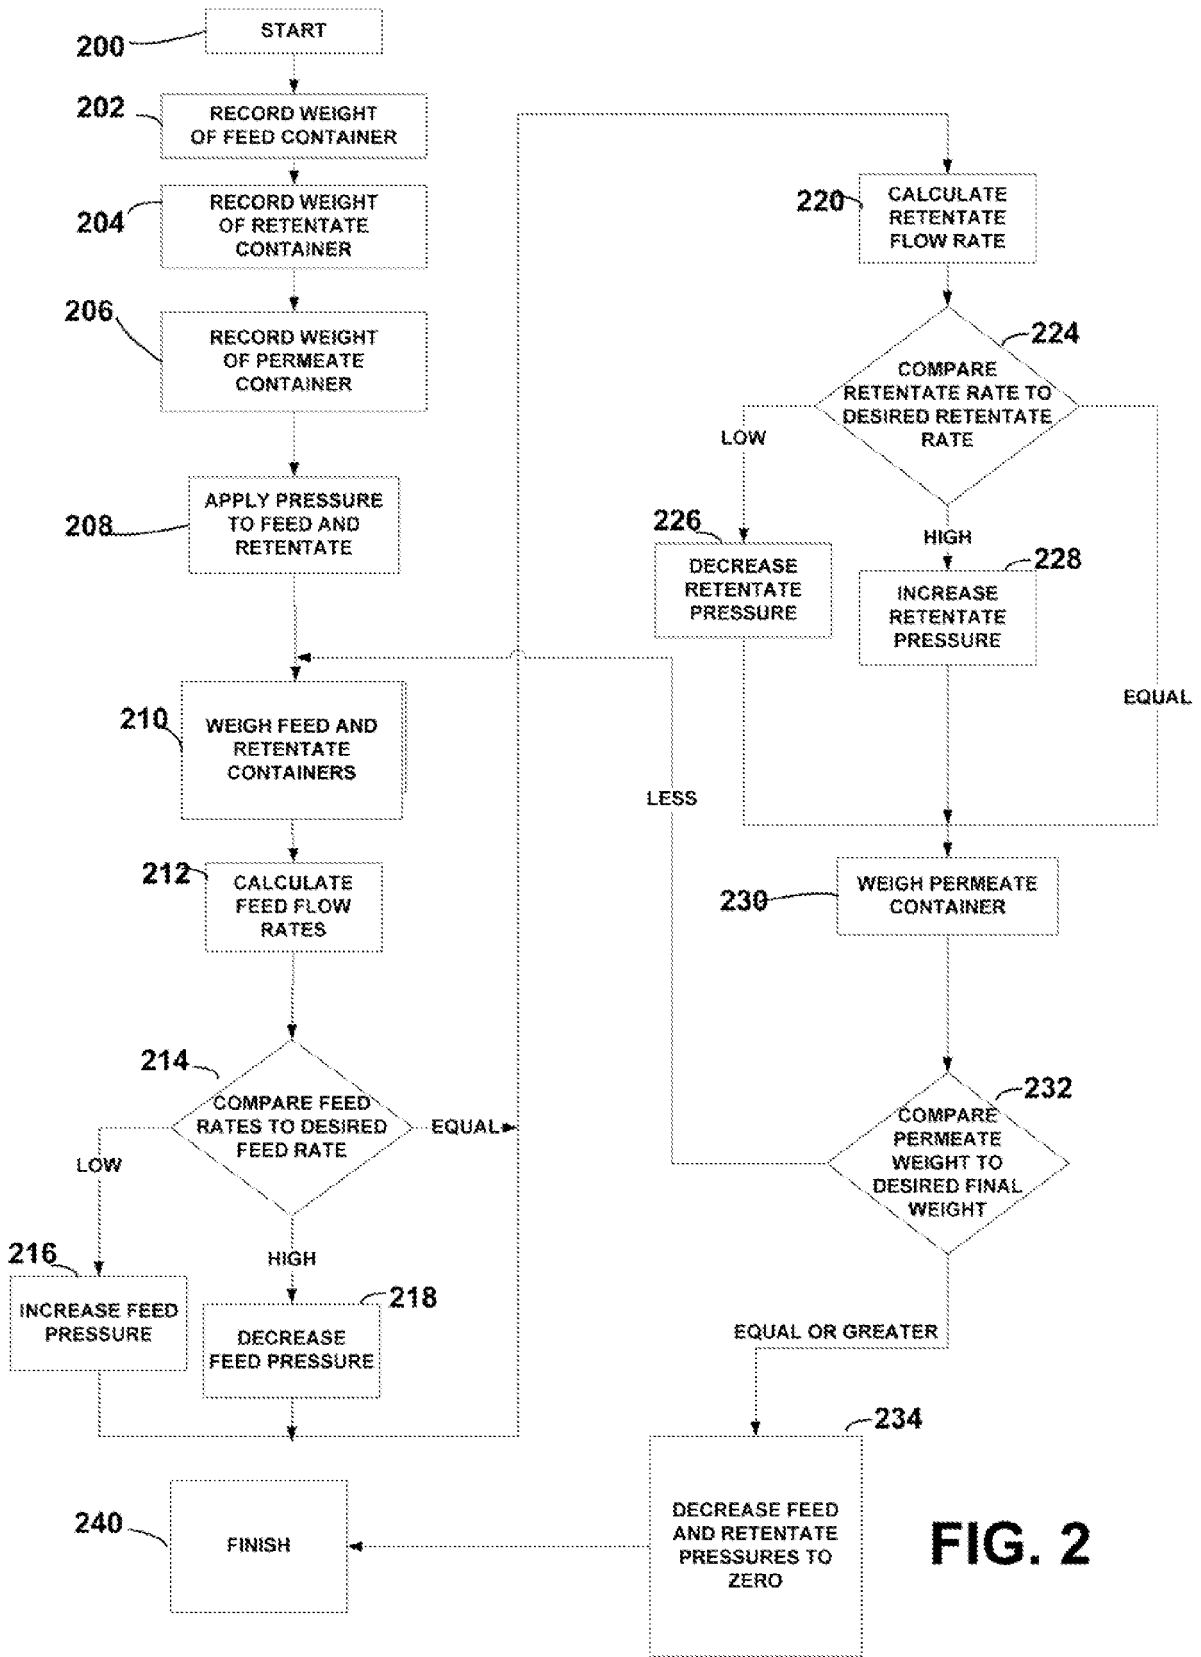 200
START
202
RECORD WEIGHT
OF FEED CONTAINER
204
RECORD WEIGHT
OF RETENTATE
CONTAINER
206
RECORD WEIGHT
OF PERMEATE
CONTAINER
208
APPLY PRESSURE
TO FEED AND
RETENTATE
210
WEIGH FEED AND
RETENTATE
CONTAINERS
212
CALCULATE
FEED FLOW
RATES
214
COMPARE FEED
RATES TO DESIRED
FEED RATE
EQUAL
LOW
HIGH
216
INCREASE FEED
PRESSURE
218
DECREASE
FEED PRESSURE
220
CALCULATE
RETENTATE
FLOW RATE
224
COMPARE
RETENTATE RATE TO
DESIRED RETENTATE
RATE
LOW
HIGH
EQUAL
226
DECREASE
RETENTATE
PRESSURE
228
INCREASE
RETENTATE
PRESSURE
LESS
230
WEIGH PERMEATE
CONTAINER
232
COMPARE
PERMEATE
WEIGHT TO
DESIRED FINAL
WEIGHT
EQUAL OR GREATER
234
DECREASE FEED
AND RETENTATE
PRESSURES TO
ZERO
240
FINISH
FIG. 2